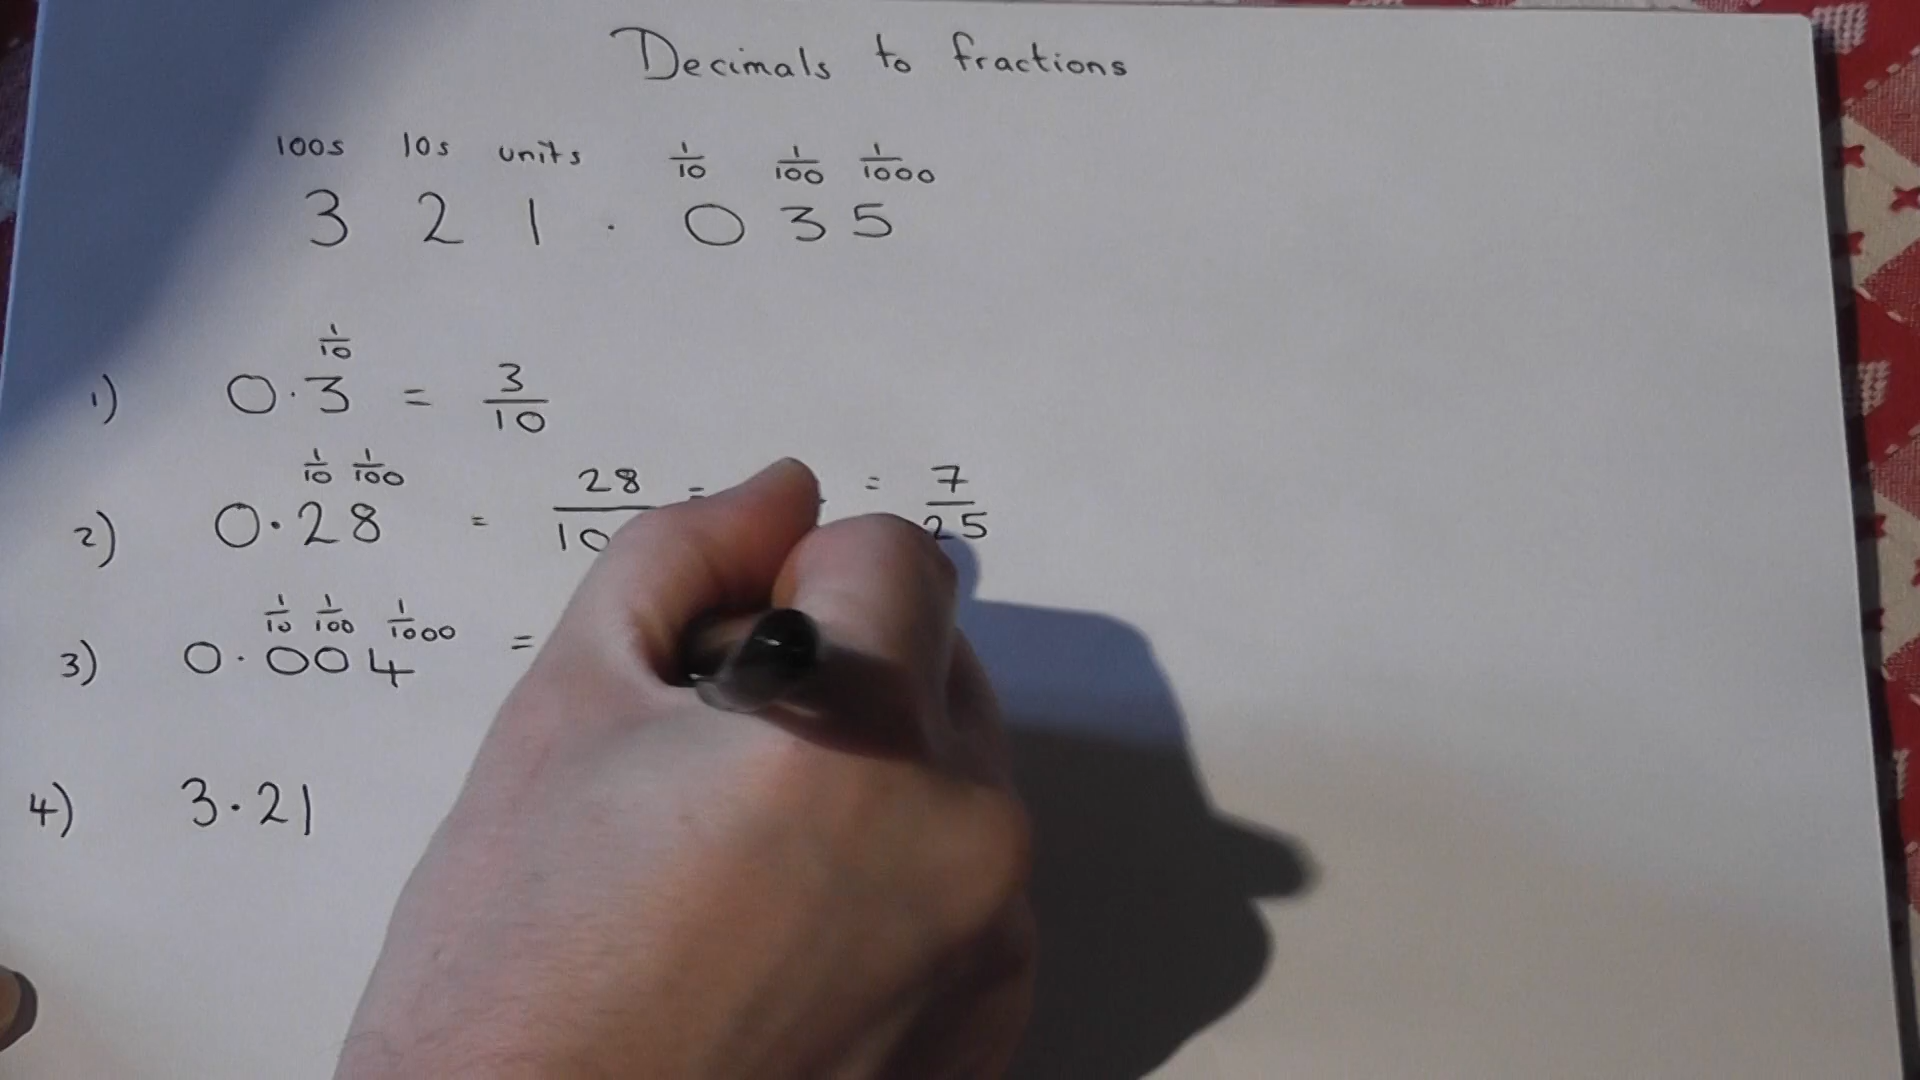 Decimals to fractions
100s 10s units 1/10 1/100 1/1000
3 2 1 . 0 3 5
1/10
1) 0.3 = 3/10
1/10 1/100
2) 0.28 = 28/10 = = 7/25
1/10 1/100 1/1000
3) 0.004 =
4) 3.21